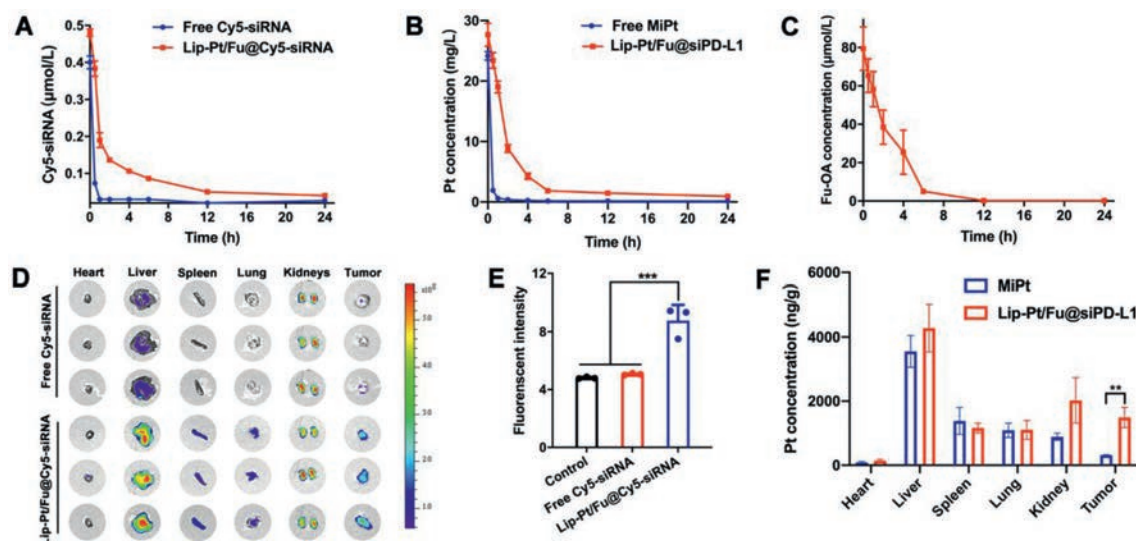 A
Free Cy5-siRNA
Lip-Pt/Fu@Cy5-siRNA
Cy5-siRNA (μmol/L)
0.5
0.4
0.3
0.2
0.1
0 4 8 12 16 20 24
Time (h)
B
Free MiPt
Lip-Pt/Fu@siPD-L1
Pt concentration (mg/L)
30
20
10
0
0 4 8 12 16 20 24
Time (h)
C
Fu-OA concentration (μmol/L)
80
60
40
20
0
0 4 8 12 16 20 24
Time (h)
D
Heart Liver Spleen Lung Kidneys Tumor
Free Cy5-siRNA
Lip-Pt/Fu@Cy5-siRNA
50
40
30
20
10
E
Flufirenscent intensity
12
8
4
0
***
Control
Free Cy5-siRNA
Lip-Pt/Fu@Cy5-siRNA
F
MiPt
Lip-Pt/Fu@siPD-L1
Pt concentration (ng/g)
6000
4000
2000
0
**
Heart
Liver
Spleen
Lung
Kidney
Tumor